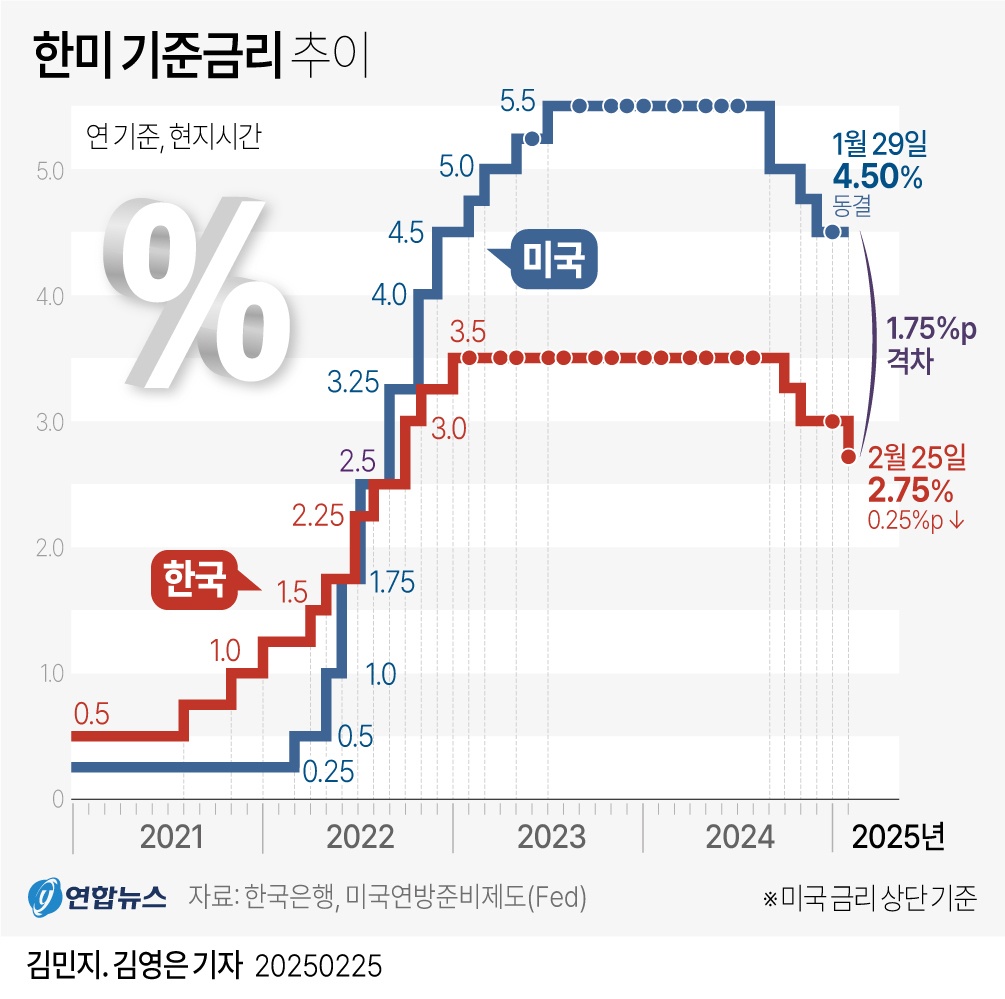 한미 기준금리 추이
연 기준, 현지시간
%
5.0
4.0
3.0
2.0
1.0
0
5.5
5.0
4.5
4.0
3.25
2.5
1.75
1.0
0.5
0.25
미국
1월 29일
4.50%
동결
1.75%p
격차
3.5
3.0
2.25
1.5
1.0
0.5
한국
2월 25일
2.75%
0.25%p↓
2021
2022
2023
2024
2025년
y 연합뉴스
자료: 한국은행, 미국연방준비제도(Fed)
※미국 금리 상단 기준
김민지. 김영은 기자 20250225